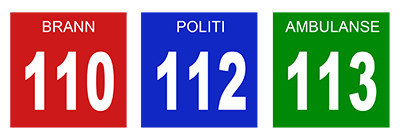 BRANN
110
POLITI
112
AMBULANSE
113